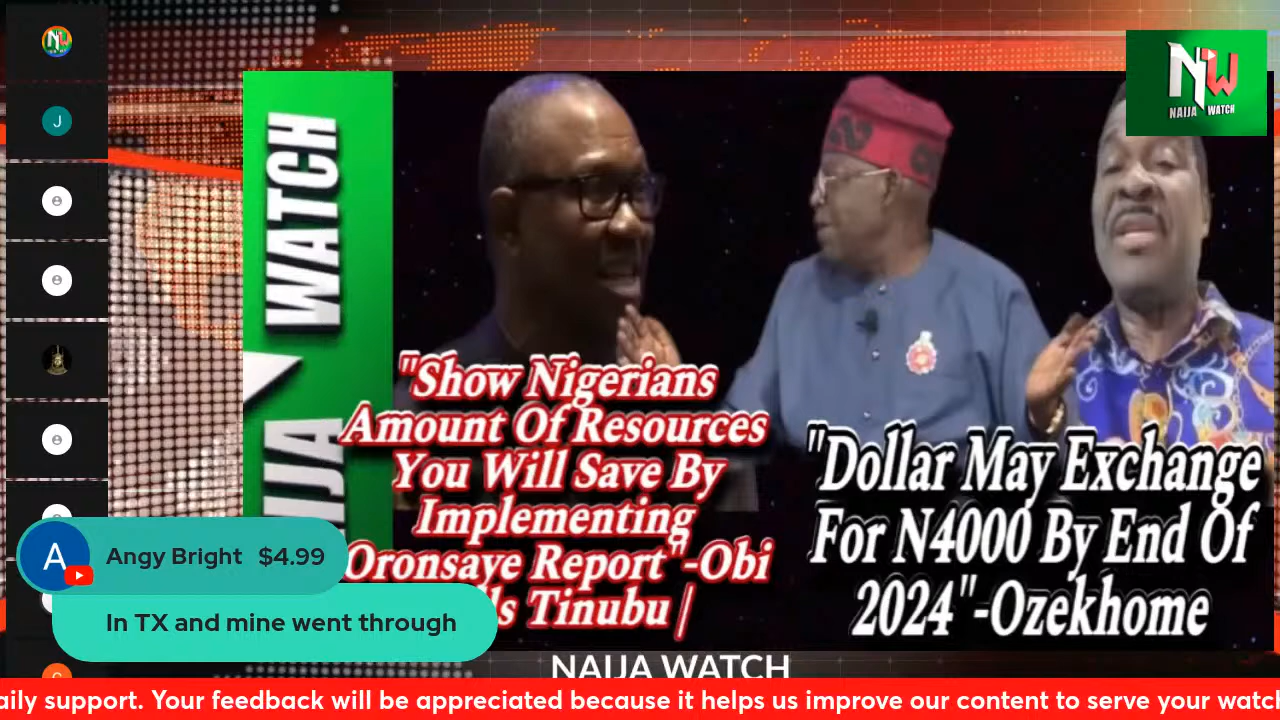 NW
NAIJA WATCH
J
WATCH
IJA
"Show Nigerians
Amount Of Resources
You Will Save By
Implementing
Oronsaye Report"-Obi
Tinubu |
"Dollar May Exchange
For N4000 By End Of
2024"-Ozekhome
A
Angy Bright $4.99
In TX and mine went through
NAIJA WATCH
aily support. Your feedback will be appreciated because it helps us improve our content to serve your watch